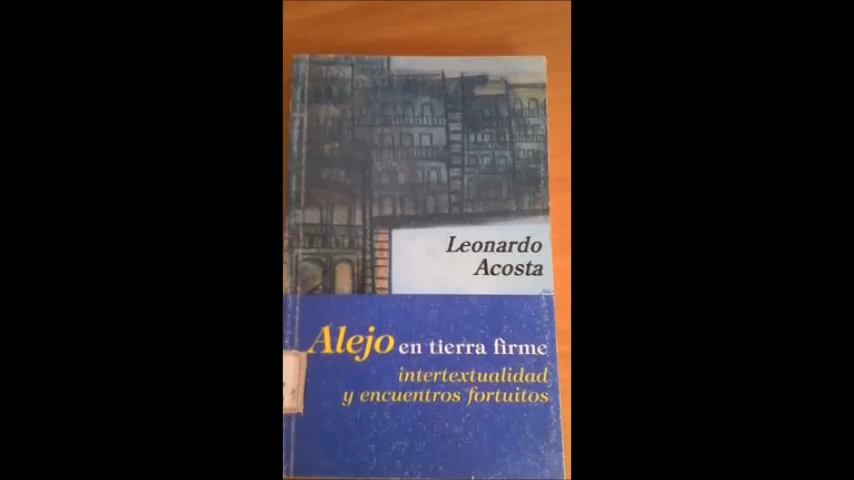 Leonardo
Acosta
Alejo en tierra firme
intertextualidad
y encuentros fortuitos